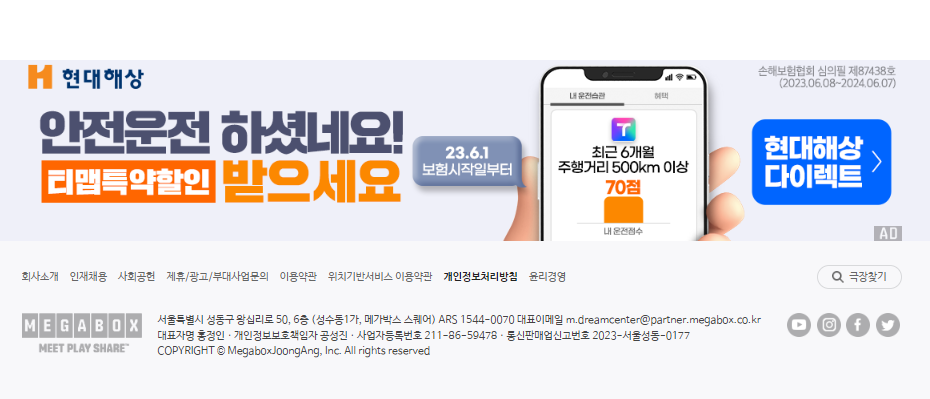 현대해상
손해보험협회 심의필 제87438호
(2023.06.08~2024.06.07)
안전운전 하셨네요!
티맵특약할인 받으세요
23.6.1
보험시작일부터
내 운전습관 혜택
T
최근 6개월
주행거리 500km 이상
70점
내 운전점수
현대해상
다이렉트
AD
회사소개 인재채용 사회공헌 제휴/광고/부대사업문의 이용약관 위치기반서비스 이용약관 개인정보처리방침 윤리경영
극장찾기
MEGABOX
MEET PLAY SHARE™
서울특별시 성동구 왕십리로 50, 6층 (성수동1가, 메가박스 스퀘어) ARS 1544-0070 대표이메일 m.dreamcenter@partner.megabox.co.kr
대표자명 홍정인 · 개인정보보호책임자 공성진 · 사업자등록번호 211-86-59478 · 통신판매업신고번호 2023-서울성동-0177
COPYRIGHT © MegaboxJoongAng, Inc. All rights reserved